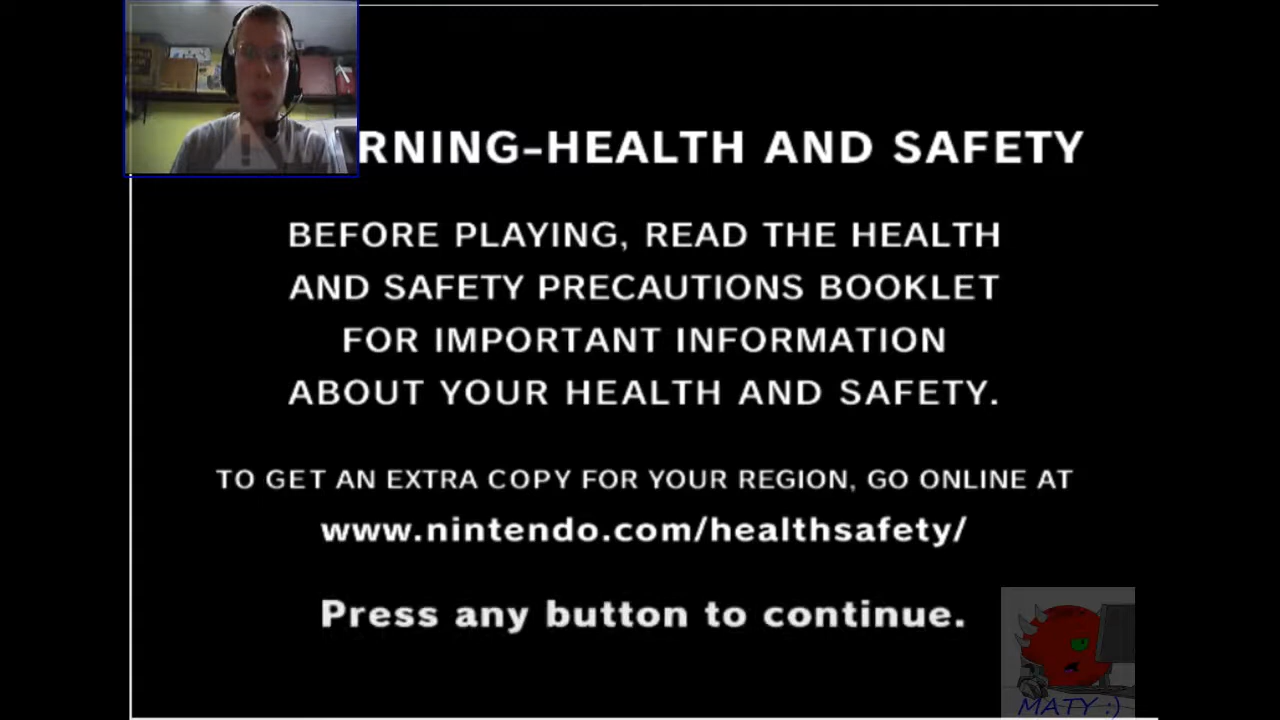 WARNING-HEALTH AND SAFETY
BEFORE PLAYING, READ THE HEALTH
AND SAFETY PRECAUTIONS BOOKLET
FOR IMPORTANT INFORMATION
ABOUT YOUR HEALTH AND SAFETY.
TO GET AN EXTRA COPY FOR YOUR REGION, GO ONLINE AT
www.nintendo.com/healthsafety/
Press any button to continue.
MATY :)